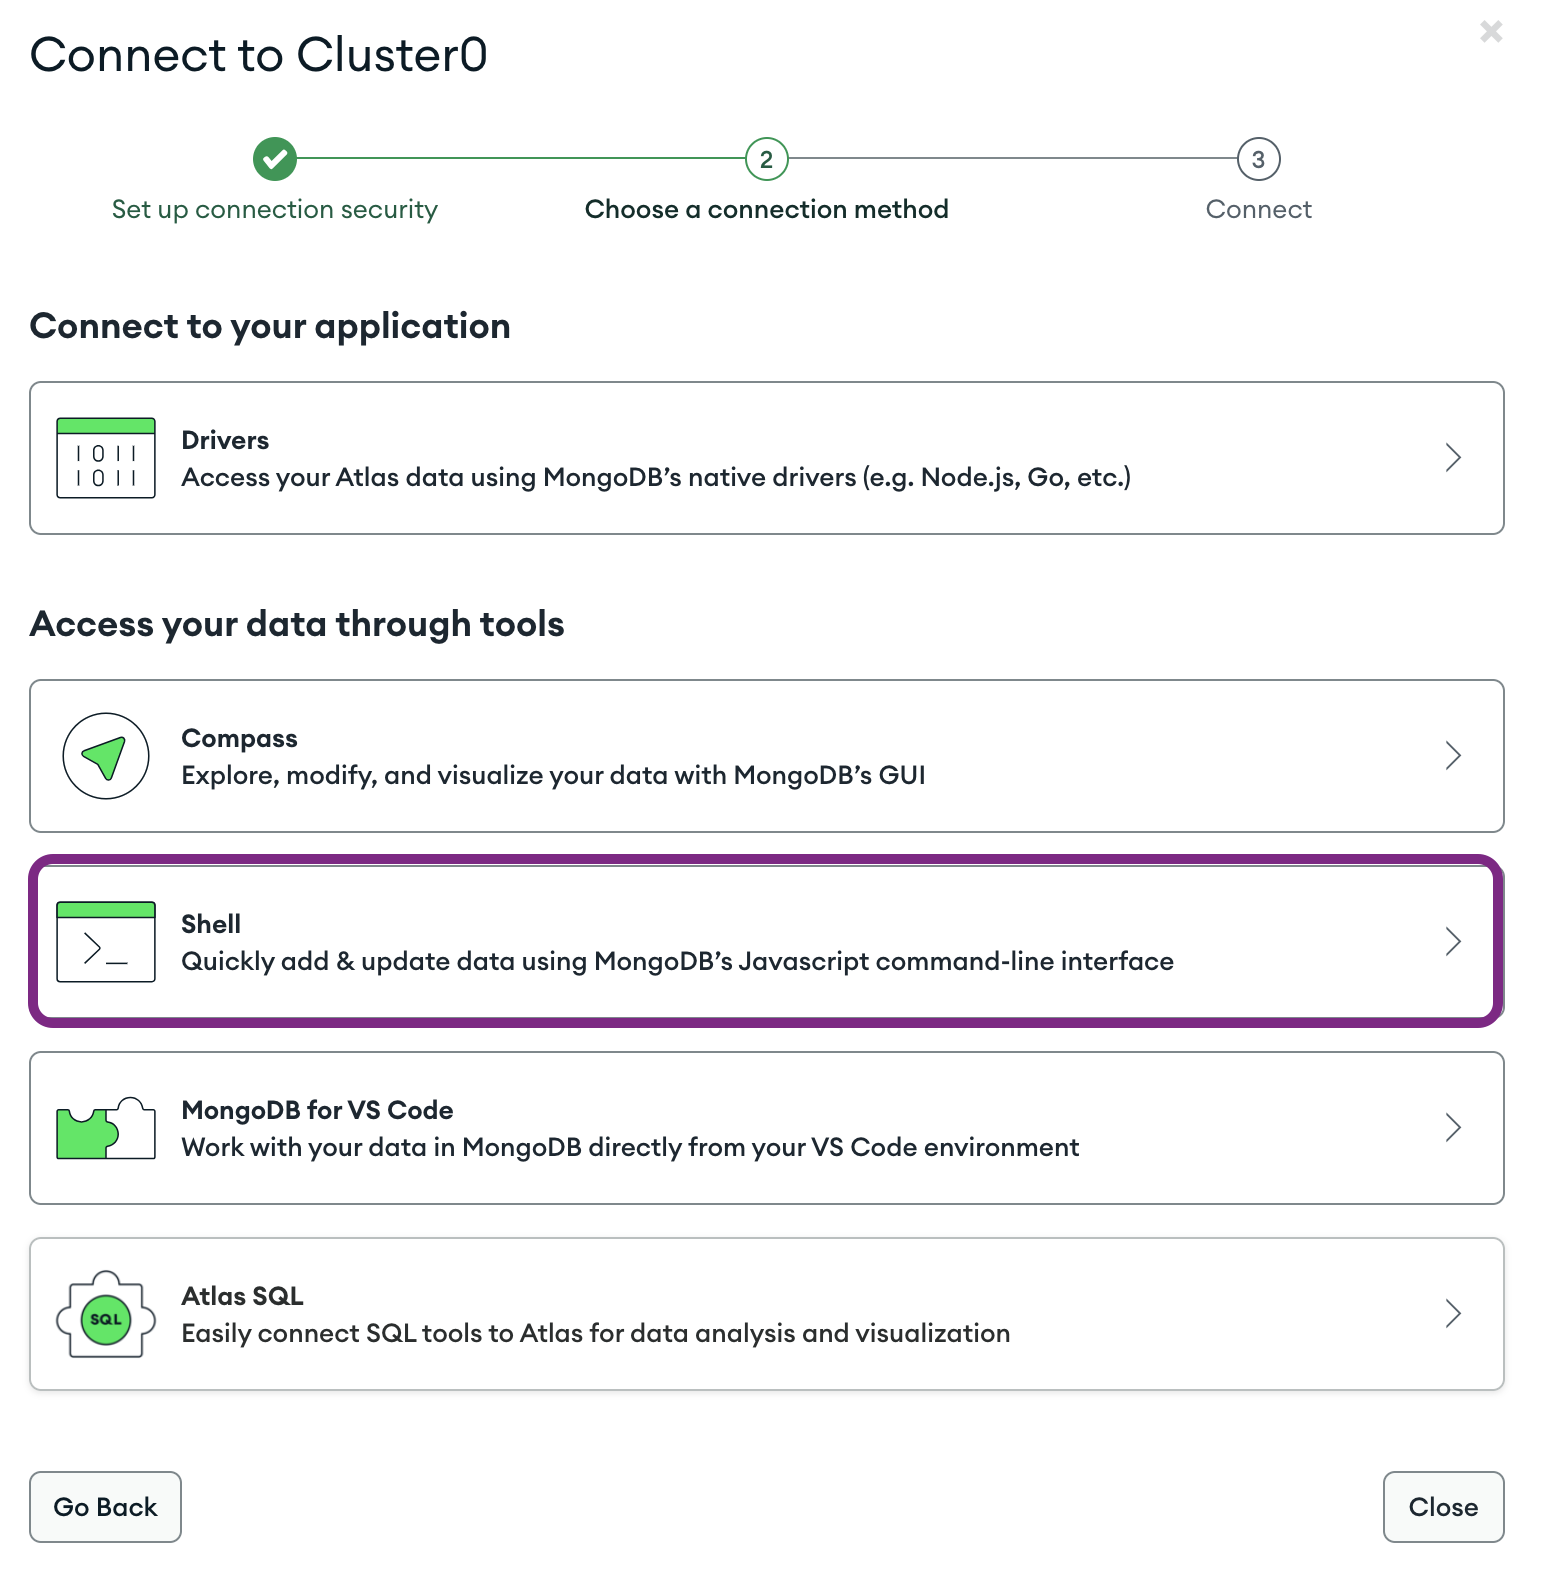 Connect to Cluster0
2
3
Set up connection security
Choose a connection method
Connect
Connect to your application
1011
1011
Drivers
Access your Atlas data using MongoDB’s native drivers (e.g. Node.js, Go, etc.)
Access your data through tools
Compass
Explore, modify, and visualize your data with MongoDB’s GUI
>_
Shell
Quickly add & update data using MongoDB’s Javascript command-line interface
MongoDB for VS Code
Work with your data in MongoDB directly from your VS Code environment
SQL
Atlas SQL
Easily connect SQL tools to Atlas for data analysis and visualization
Go Back
Close